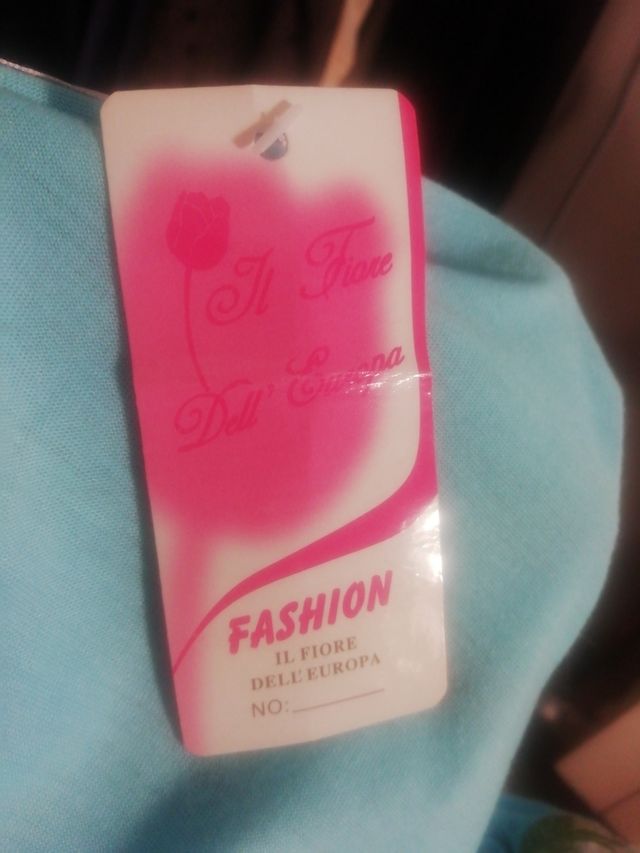 Il Fiore
Dell' Europa
FASHION
IL FIORE
DELL'EUROPA
NO: